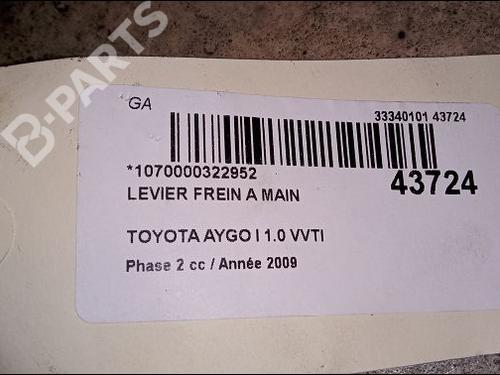 B-PARTS
GA
33340101 43724
*1070000322952
43724
LEVIER FREIN A MAIN
TOYOTA AYGO I 1.0 VVTI
Phase 2 cc / Année 2009